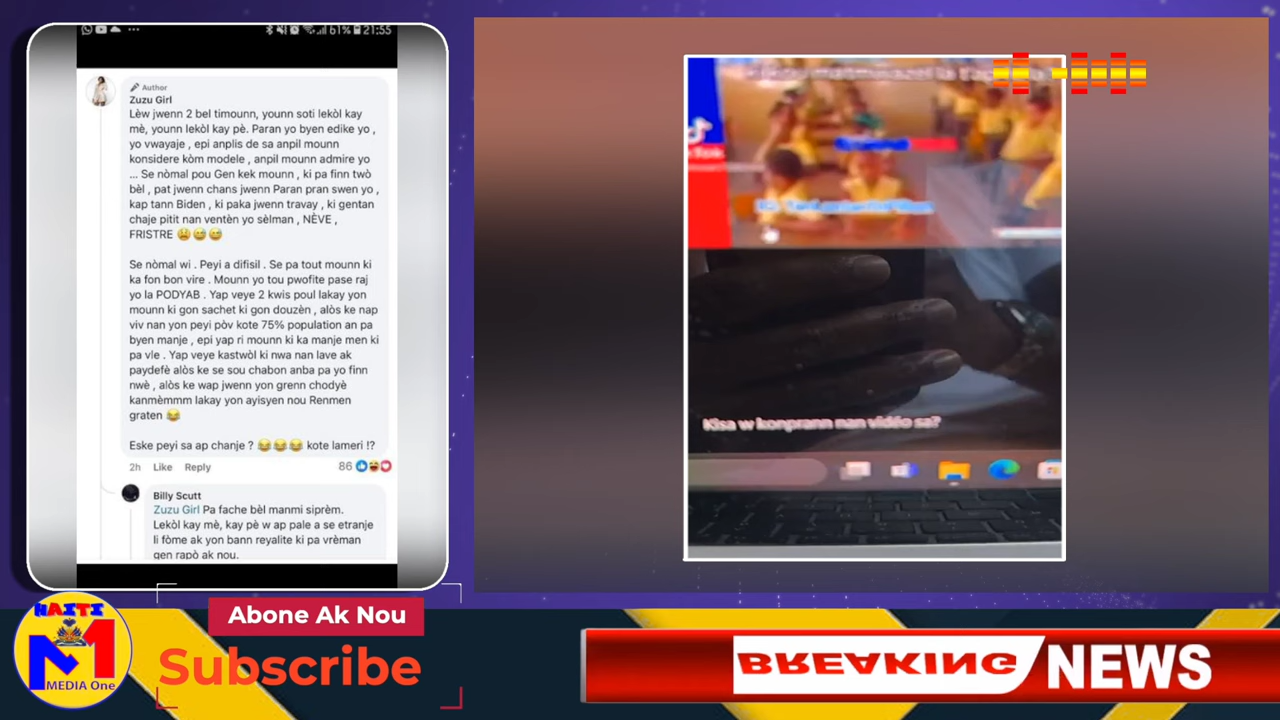 61% 21:55
Author
Zuzu Girl
Lèw jwenn 2 bel timounn, younn soti lekòl kay
mè, younn lekòl kay pè. Paran yo byen edike yo ,
yo vwayaje , epi anplis de sa anpil mounn
konsidere kòm modele , anpil mounn admire yo
... Se nòmal pou Gen kek mounn , ki pa finn twò
bèl , pat jwenn chans jwenn Paran pran swen yo ,
kap tann Biden , ki paka jwenn travay , ki gentan
chaje pitit nan ventèn yo sèlman , NÈVE ,
FRISTRE 😩😅😅
Se nòmal wi . Peyi a difisil . Se pa tout mounn ki
ka fon bon vire . Mounn yo tou pwofite pase raj
yo la PODYAB . Yap veye 2 kwis poul lakay yon
mounn ki gon sachet ki gon douzèn , alòs ke nap
viv nan yon peyi pòv kote 75% population an pa
byen manje , epi yap ri mounn ki ka manje men ki
pa vle . Yap veye kastwòl ki nwa nan lave ak
paydefè alòs ke se sou chabon anba pa yo finn
nwè , alòs ke wap jwenn yon grenn chodyè
kanmèmmm lakay yon ayisyen nou Renmen
graten 😂
Eske peyi sa ap chanje ? 😂😂😂 kote lameri !?
2h Like Reply 86
Billy Scutt
Zuzu Girl Pa fache bèl manmi siprèm.
Lekòl kay mè, kay pè w ap pale a se etranje
li fòme ak yon bann reyalite ki pa vrèman
gen rapò ak nou.
Kisa w konprann nan vidéo sa?
HAITI
M1
MEDIA One
Abone Ak Nou
Subscribe
BREAKING NEWS